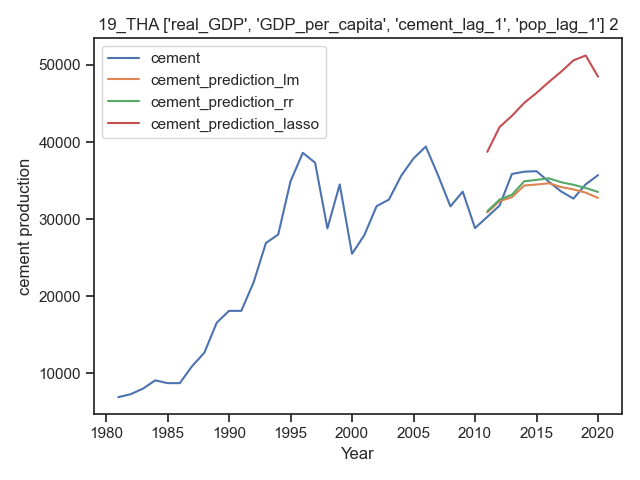 19_THA ['real_GDP', 'GDP_per_capita', 'cement_lag_1', 'pop_lag_1'] 2
cement
cement_prediction_lm
cement_prediction_rr
cement_prediction_lasso
cement production
50000
40000
30000
20000
10000
1980 1985 1990 1995 2000 2005 2010 2015 2020
Year